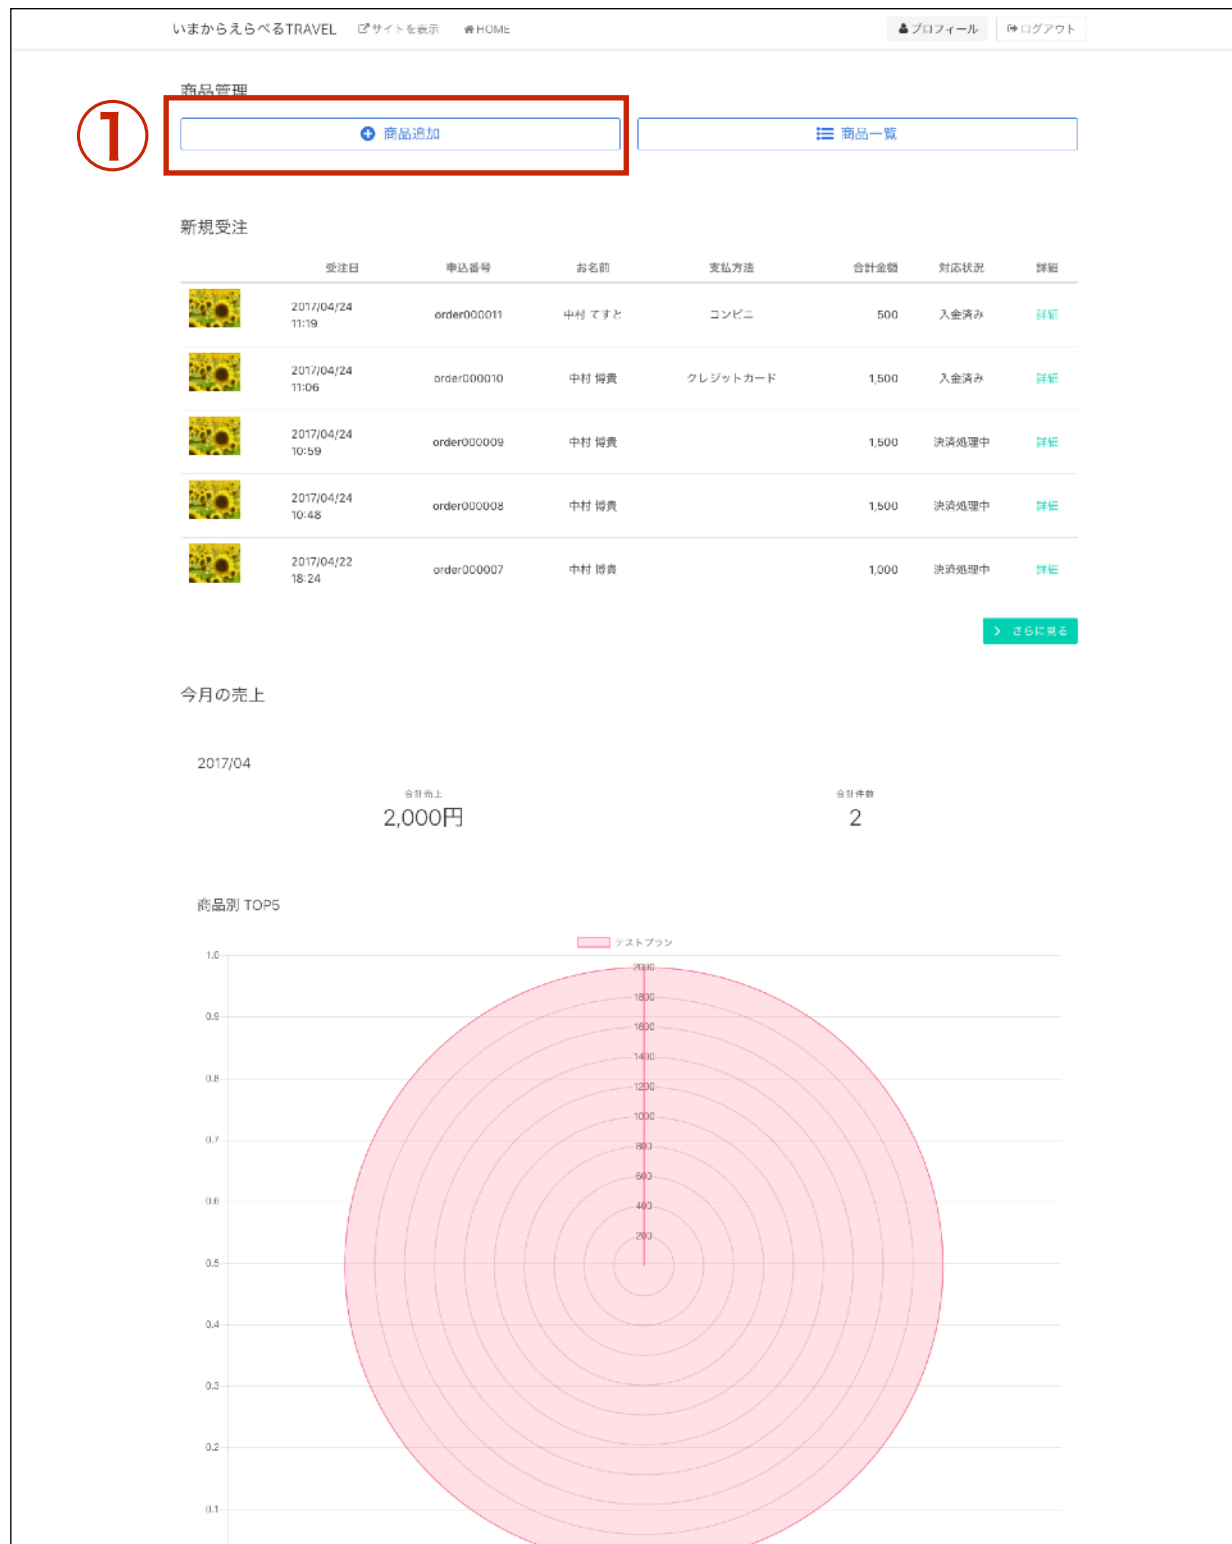 いまからえらべるTRAVEL サイトを表示 HOME プロフィール ログアウト
商品管理
① 商品追加 商品一覧
新規受注
受注日 申込番号 お名前 支払方法 合計金額 対応状況 詳細
2017/04/24 11:19 order000011 中村 てすと コンビニ 500 入金済み 詳細
2017/04/24 11:06 order000010 中村 博貴 クレジットカード 1,500 入金済み 詳細
2017/04/24 10:59 order000009 中村 博貴 1,500 決済処理中 詳細
2017/04/24 10:48 order000008 中村 博貴 1,500 決済処理中 詳細
2017/04/22 18:24 order000007 中村 博貴 1,000 決済処理中 詳細
さらに見る
今月の売上
2017/04
合計売上 合計件数
2,000円 2
商品別 TOP5
テストプラン
1.0
2000
1800
0.9
1600
1400
0.8
1200
1000
0.7
800
600
0.6
400
200
0.5
0.4
0.3
0.2
0.1